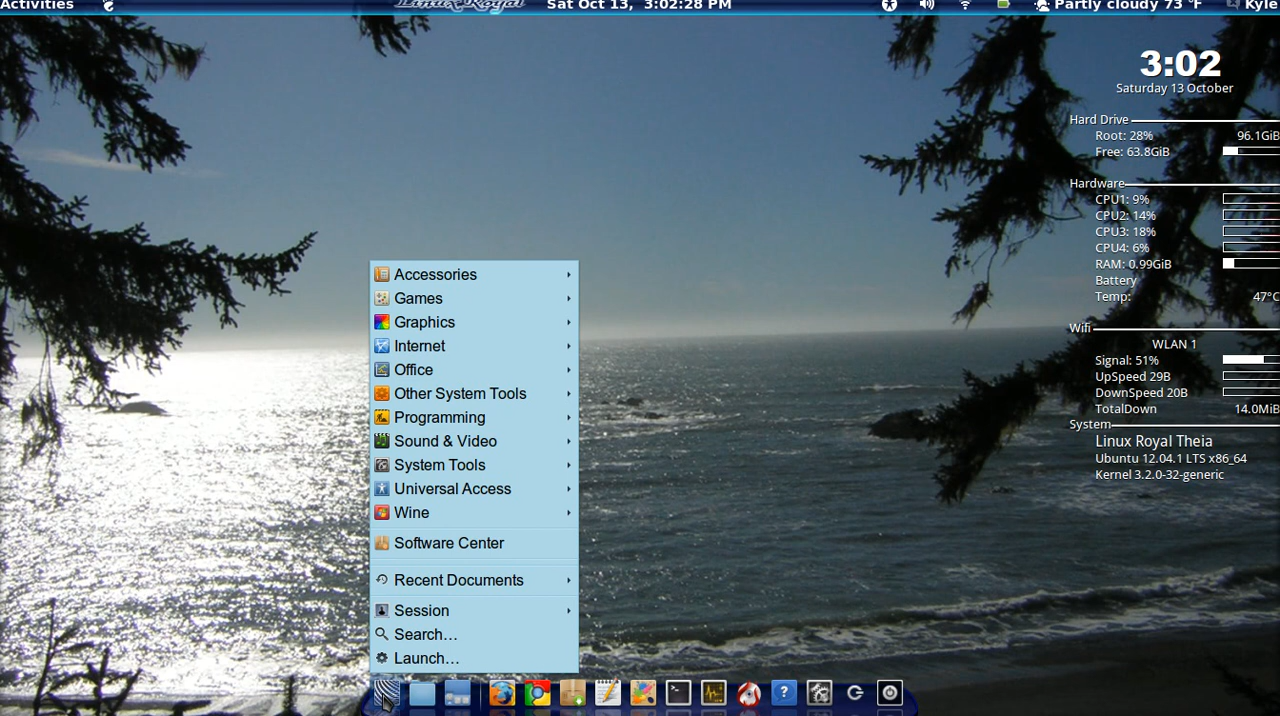 Activities
Linux Royal
Sat Oct 13, 3:02:28 PM
Partly cloudy 73 °F
Kyle
3:02
Saturday 13 October
Hard Drive
Root: 28% 96.1GiB
Free: 63.8GiB
Hardware
CPU1: 9%
CPU2: 14%
CPU3: 18%
CPU4: 6%
RAM: 0.99GiB
Battery
Temp: 47°C
Wifi
WLAN 1
Signal: 51%
UpSpeed 29B
DownSpeed 20B
TotalDown 14.0MiB
System
Linux Royal Theia
Ubuntu 12.04.1 LTS x86_64
Kernel 3.2.0-32-generic
Accessories
Games
Graphics
Internet
Office
Other System Tools
Programming
Sound & Video
System Tools
Universal Access
Wine
Software Center
Recent Documents
Session
Search…
Launch…